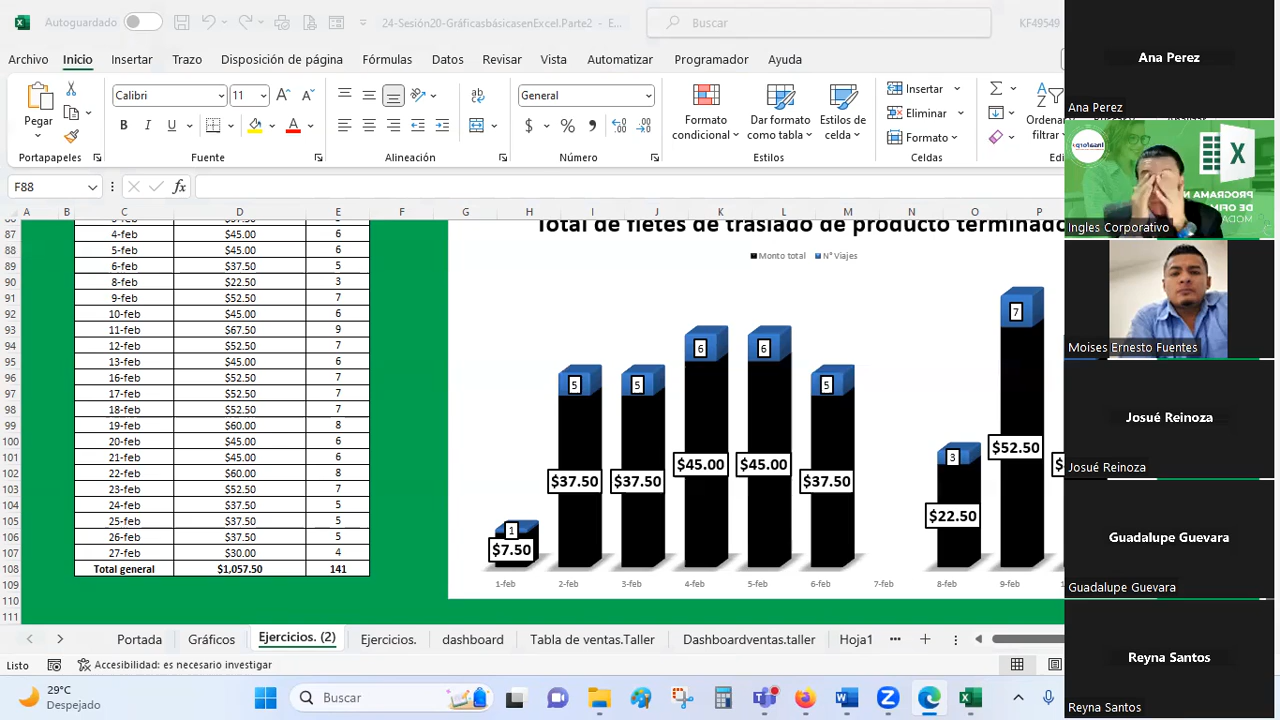 Autoguardado 24-Sesión20-GráficasbásicasenExcel.Parte2 - E... Buscar KF49549
Archivo Inicio Insertar Trazo Disposición de página Fórmulas Datos Revisar Vista Automatizar Programador Ayuda
Pegar
Portapapeles
Calibri 11
N K S
Fuente
Alineación
General
$ % 000
Número
Formato condicional
Dar formato como tabla
Estilos de celda
Estilos
Insertar
Eliminar
Formato
Celdas
Ordenar
filtrar
F88
A B C D E F G H I J K L M N O P
87 4-feb $45.00 6
88 5-feb $45.00 6
89 6-feb $37.50 5
90 8-feb $22.50 3
91 9-feb $52.50 7
92 10-feb $45.00 6
93 11-feb $67.50 9
94 12-feb $52.50 7
95 13-feb $45.00 6
96 16-feb $52.50 7
97 17-feb $52.50 7
98 18-feb $52.50 7
99 19-feb $60.00 8
100 20-feb $45.00 6
101 21-feb $45.00 6
102 22-feb $60.00 8
103 23-feb $52.50 7
104 24-feb $37.50 5
105 25-feb $37.50 5
106 26-feb $37.50 5
107 27-feb $30.00 4
108 Total general $1,057.50 141
109
110
111
Total de fletes de traslado de producto terminado
Monto total N° Viajes
1 5 5 6 6 5 3 7
$7.50 $37.50 $37.50 $45.00 $45.00 $37.50 $22.50 $52.50
1-feb 2-feb 3-feb 4-feb 5-feb 6-feb 7-feb 8-feb 9-feb
Portada Gráficos Ejercicios. (2) Ejercicios. dashboard Tabla de ventas.Taller Dashboardventas.taller Hoja1
Listo Accesibilidad: es necesario investigar
29°C
Despejado
Buscar
Ana Perez
Ana Perez
PROGRAMA N
DE OFIM
MODA
Ingles Corporativo
Moises Ernesto Fuentes
Josué Reinoza
Josué Reinoza
Guadalupe Guevara
Guadalupe Guevara
Reyna Santos
Reyna Santos